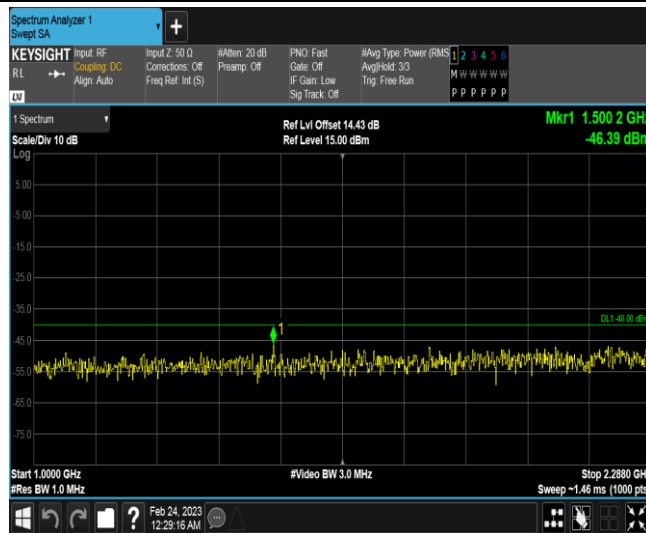 Spectrum Analyzer 1
Swept SA
+
KEYSIGHT
RL
Input: RF
Coupling: DC
Align: Auto
Input Z: 50 Ω
Corrections: Off
Freq Ref: Int (S)
#Atten: 20 dB
Preamp: Off
PNO: Fast
Gate: Off
IF Gain: Low
Sig Track: Off
#Avg Type: Power (RMS
Avg|Hold: 3/3
Trig: Free Run
1 2 3 4 5 6
M W W W W W
P P P P P P
1 Spectrum
Scale/Div 10 dB
Log
Ref Lvl Offset 14.43 dB
Ref Level 15.00 dBm
Mkr1 1.500 2 GHz
-46.39 dBm
5.00
-5.00
-15.0
-25.0
-35.0
DL1 -40.00 dBm
1
-45.0
-55.0
-65.0
-75.0
Start 1.0000 GHz
#Res BW 1.0 MHz
#Video BW 3.0 MHz
Stop 2.2880 GHz
Sweep ~1.46 ms (1000 pts)
?
Feb 24, 2023
12:29:16 AM